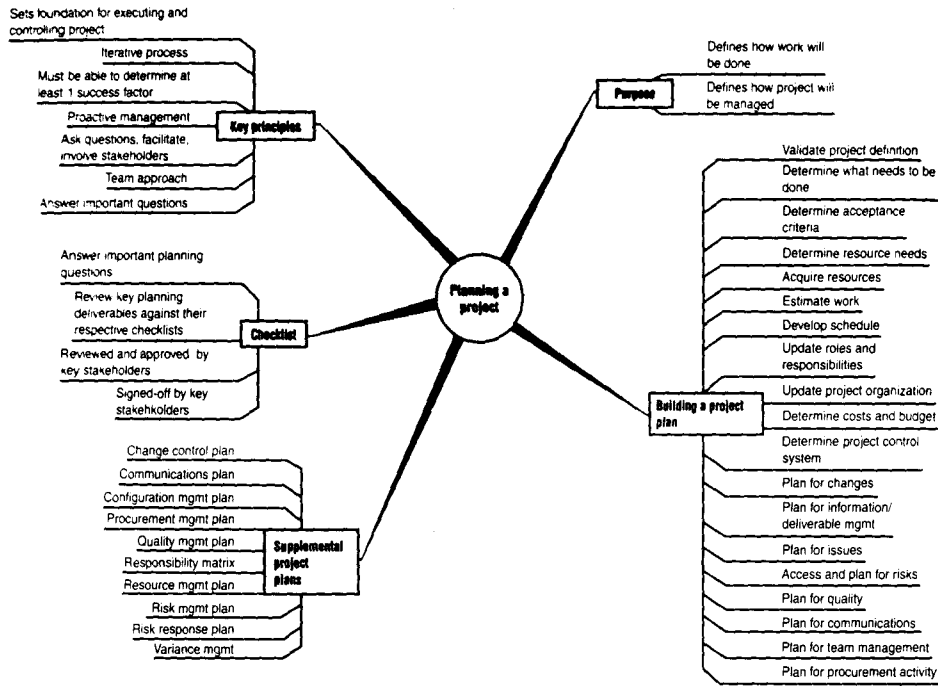 Sets foundation for executing and
controlling project
Iterative process
Must be able to determine at
least 1 success factor
Proactive management
Ask questions, facilitate,
involve stakeholders
Team approach
Answer important questions
Key principles
Answer important planning
questions
Review key planning
deliverables against their
respective checklists
Reviewed and approved by
key stakeholders
Signed-off by key
stakehkolders
Checklist
Change control plan
Communications plan
Configuration mgmt plan
Procurement mgmt plan
Quality mgmt plan
Responsibility matrix
Resource mgmt plan
Risk mgmt plan
Risk response plan
Variance mgmt
Supplemental
project
plans
Planning a
project
Purpose
Defines how work will
be done
Defines how project will
be managed
Building a project
plan
Validate project definition
Determine what needs to be
done
Determine acceptance
criteria
Determine resource needs
Acquire resources
Estimate work
Develop schedule
Update roles and
responsibilities
Update project organization
Determine costs and budget
Determine project control
system
Plan for changes
Plan for information/
deliverable mgmt
Plan for issues
Access and plan for risks
Plan for quality
Plan for communications
Plan for team management
Plan for procurement activity